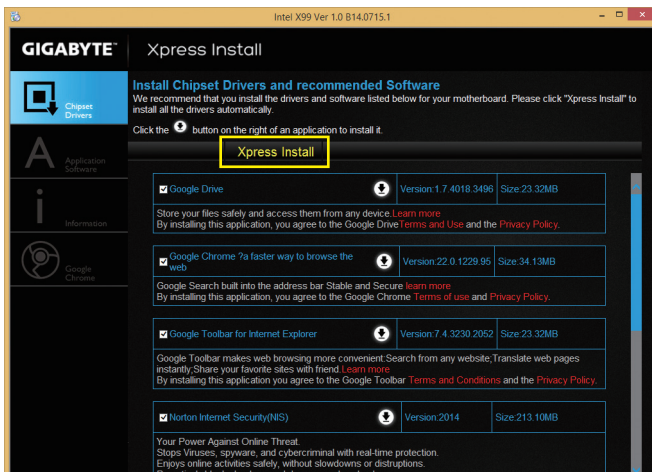 Intel X99 Ver 1.0 B14.0715.1
GIGABYTE™
Xpress Install
Chipset
Drivers
Application
Software
Information
Google
Chrome
Install Chipset Drivers and recommended Software
We recommend that you install the drivers and software listed below for your motherboard. Please click "Xpress Install" to
install all the drivers automatically.
Click the button on the right of an application to install it.
Xpress Install
Google Drive Version:1.7.4018.3496 Size:23.32MB
Store your files safely and access them from any device.Learn more
By installing this application, you agree to the Google DriveTerms and Use and the Privacy Policy.
Google Chrome ?a faster way to browse the
web Version:22.0.1229.95 Size:34.13MB
Google Search built into the address bar Stable and Secure learn more
By installing this application, you agree to the Google Chrome Terms of use and Privacy Policy.
Google Toolbar for Internet Explorer Version:7.4.3230.2052 Size:23.32MB
Google Toolbar makes web browsing more convenient:Search from any website;Translate web pages
instantly;Share your favorite sites with friend.Learn more
By installing this application you agree to the Google Toolbar Terms and Conditions and the Privacy Policy.
Norton Internet Security(NIS) Version:2014 Size:213.10MB
Your Power Against Online Threat.
Stops Viruses, spyware, and cybercriminal with real-time protection.
Enjoys online activities safely, without slowdowns or distruptions.